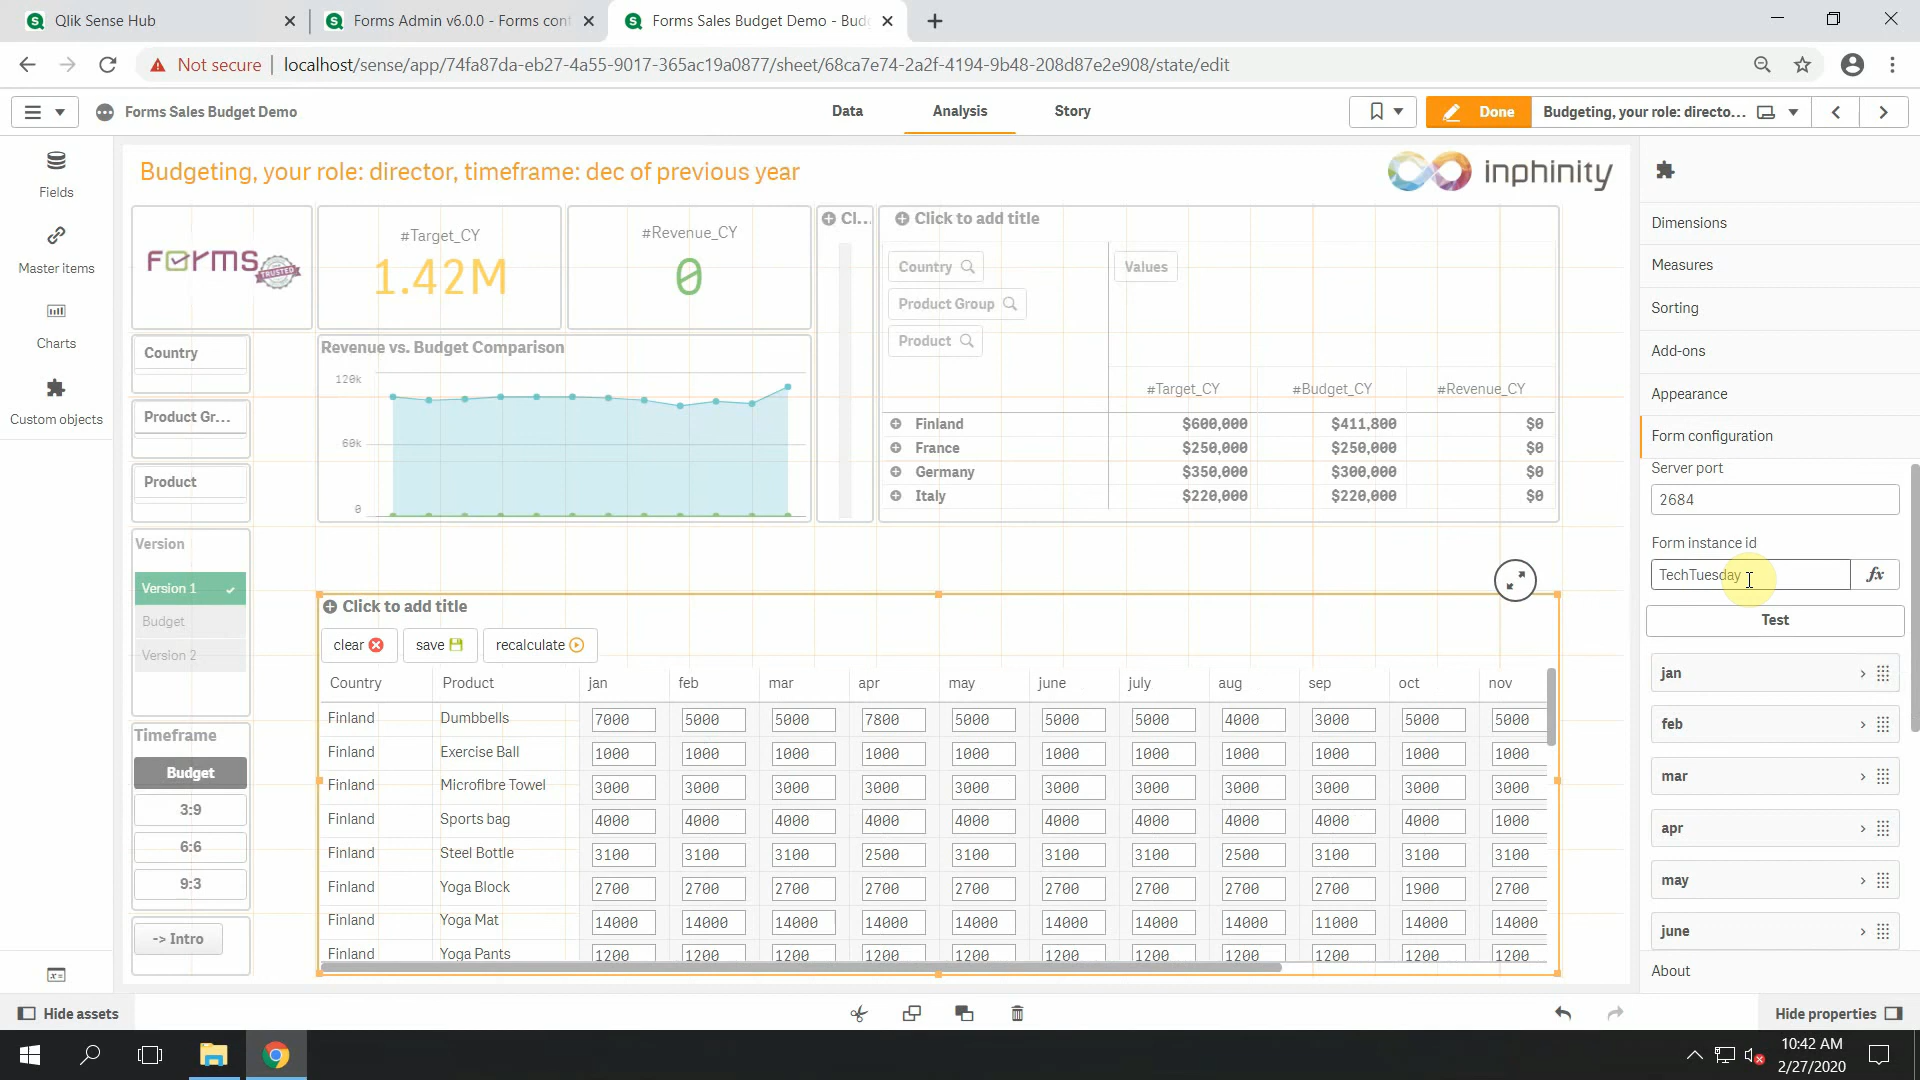 Qlik Sense Hub
Forms Admin v6.0.0 - Forms cont
Forms Sales Budget Demo - Bud
Not secure
localhost/sense/app/74fa87da-eb27-4a55-9017-365ac19a0877/sheet/68ca7e74-2a2f-4194-9b48-208d87e2e908/state/edit
Forms Sales Budget Demo
Data
Analysis
Story
Done
Budgeting, your role: directo...
Fields
Master items
Charts
Custom objects
Budgeting, your role: director, timeframe: dec of previous year
inphinity
FORMS TRUSTED
#Target_CY
1.42M
#Revenue_CY
0
Cl...
Click to add title
Country
Product Group
Product
Values
#Target_CY #Budget_CY #Revenue_CY
Finland $600,000 $411,800 $0
France $250,000 $250,000 $0
Germany $350,000 $300,000 $0
Italy $220,000 $220,000 $0
Country
Product Gr...
Product
Version
Version 1
Budget
Version 2
Timeframe
Budget
3:9
6:6
9:3
-> Intro
Revenue vs. Budget Comparison
120k
60k
0
Click to add title
clear
save
recalculate
Country Product jan feb mar apr may june july aug sep oct nov
Finland Dumbbells 7000 5000 5000 7800 5000 5000 5000 4000 3000 5000 5000
Finland Exercise Ball 1000 1000 1000 1000 1000 1000 1000 1000 1000 1000 1000
Finland Microfibre Towel 3000 3000 3000 3000 3000 3000 3000 3000 3000 3000 3000
Finland Sports bag 4000 4000 4000 4000 4000 4000 4000 4000 4000 4000 1000
Finland Steel Bottle 3100 3100 3100 2500 3100 3100 3100 2500 3100 3100 3100
Finland Yoga Block 2700 2700 2700 2700 2700 2700 2700 2700 2700 1900 2700
Finland Yoga Mat 14000 14000 14000 14000 14000 14000 14000 14000 11000 14000 14000
Finland Yoga Pants 1200 1200 1200 1200 1200 1200 1200 1200 1200 1200 1200
Dimensions
Measures
Sorting
Add-ons
Appearance
Form configuration
Server port
2684
Form instance id
TechTuesday
fx
Test
jan
feb
mar
apr
may
june
About
Hide assets
Hide properties
10:42 AM
2/27/2020